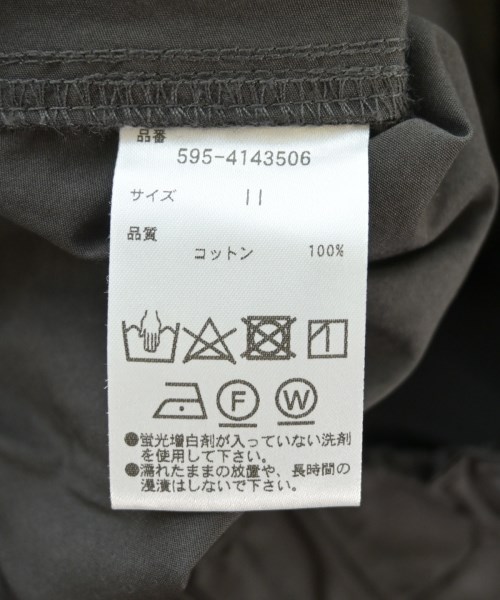 品番
595-4143506
サイズ 11
品質
コットン 100%
F W
●蛍光増白剤が入っていない洗剤
を使用して下さい。
●濡れたままの放置や、長時間の
浸漬はしないで下さい。